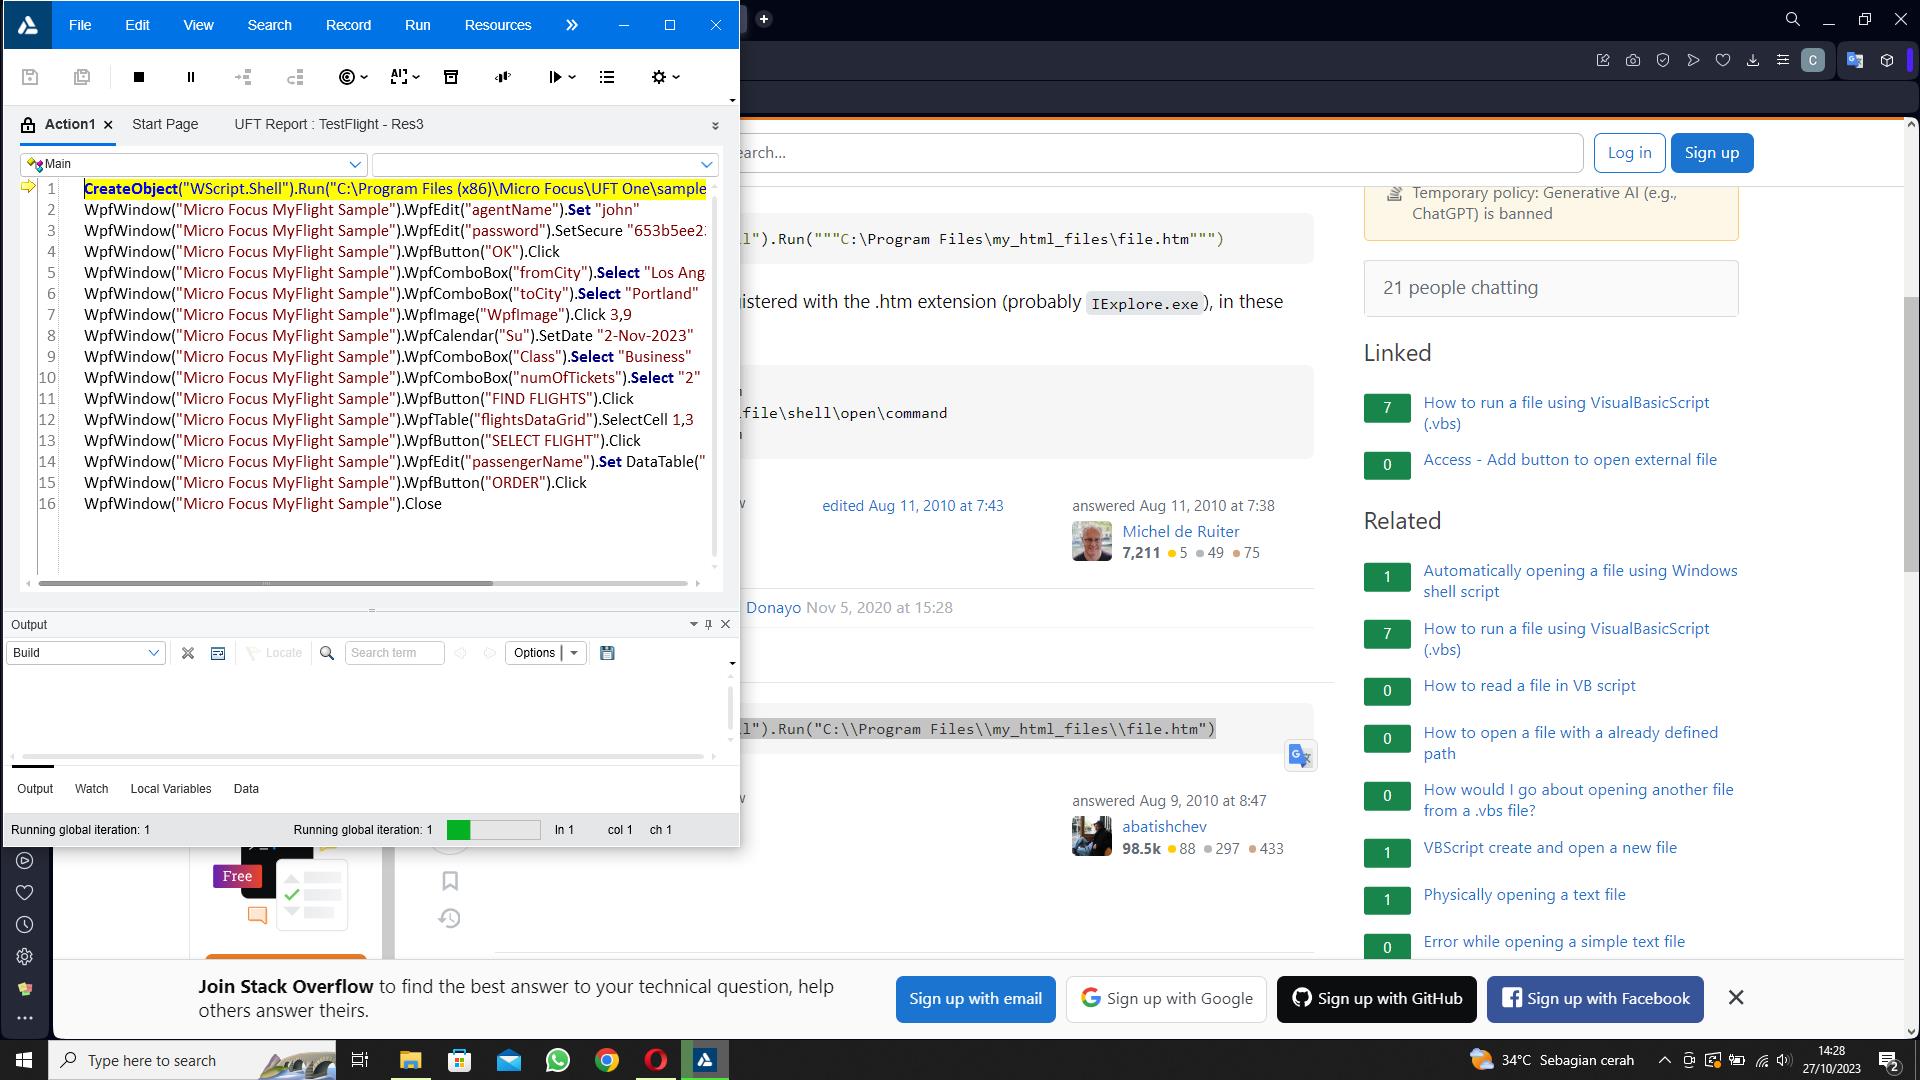 File Edit View Search Record Run Resources
Action1 Start Page UFT Report : TestFlight - Res3
Main
1 CreateObject("WScript.Shell").Run("C:\Program Files (x86)\Micro Focus\UFT One\sample
2 WpfWindow("Micro Focus MyFlight Sample").WpfEdit("agentName").Set "john"
3 WpfWindow("Micro Focus MyFlight Sample").WpfEdit("password").SetSecure "653b5ee2
4 WpfWindow("Micro Focus MyFlight Sample").WpfButton("OK").Click
5 WpfWindow("Micro Focus MyFlight Sample").WpfComboBox("fromCity").Select "Los Ang
6 WpfWindow("Micro Focus MyFlight Sample").WpfComboBox("toCity").Select "Portland"
7 WpfWindow("Micro Focus MyFlight Sample").WpfImage("WpfImage").Click 3,9
8 WpfWindow("Micro Focus MyFlight Sample").WpfCalendar("Su").SetDate "2-Nov-2023"
9 WpfWindow("Micro Focus MyFlight Sample").WpfComboBox("Class").Select "Business"
10 WpfWindow("Micro Focus MyFlight Sample").WpfComboBox("numOfTickets").Select "2"
11 WpfWindow("Micro Focus MyFlight Sample").WpfButton("FIND FLIGHTS").Click
12 WpfWindow("Micro Focus MyFlight Sample").WpfTable("flightsDataGrid").SelectCell 1,3
13 WpfWindow("Micro Focus MyFlight Sample").WpfButton("SELECT FLIGHT").Click
14 WpfWindow("Micro Focus MyFlight Sample").WpfEdit("passengerName").Set DataTable("
15 WpfWindow("Micro Focus MyFlight Sample").WpfButton("ORDER").Click
16 WpfWindow("Micro Focus MyFlight Sample").Close
Output
Build Locate Search term Options
Output Watch Local Variables Data
Running global iteration: 1 Running global iteration: 1 ln 1 col 1 ch 1
C
earch...
Log in Sign up
l").Run("""C:\Program Files\my_html_files\file.htm""")
gistered with the .htm extension (probably IExplore.exe), in these
file\shell\open\command
edited Aug 11, 2010 at 7:43
answered Aug 11, 2010 at 7:38
Michel de Ruiter
7,211 5 49 75
Donayo Nov 5, 2020 at 15:28
l").Run("C:\\Program Files\\my_html_files\\file.htm")
answered Aug 9, 2010 at 8:47
abatishchev
98.5k 88 297 433
Temporary policy: Generative AI (e.g.,
ChatGPT) is banned
21 people chatting
Linked
7 How to run a file using VisualBasicScript
(.vbs)
0 Access - Add button to open external file
Related
1 Automatically opening a file using Windows
shell script
7 How to run a file using VisualBasicScript
(.vbs)
0 How to read a file in VB script
0 How to open a file with a already defined
path
0 How would I go about opening another file
from a .vbs file?
1 VBScript create and open a new file
1 Physically opening a text file
0 Error while opening a simple text file
Free
Join Stack Overflow to find the best answer to your technical question, help
others answer theirs.
Sign up with email Sign up with Google Sign up with GitHub Sign up with Facebook
Type here to search
34°C Sebagian cerah
14:28
27/10/2023
2